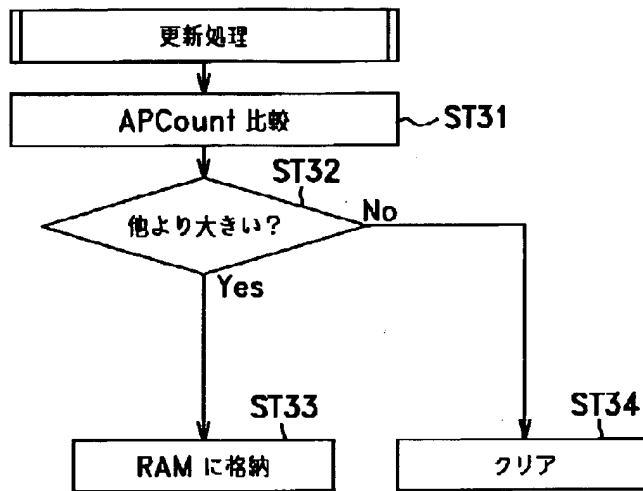 更新処理
APCount 比較
ST31
ST32
他より大きい?
No
Yes
ST33
RAM に格納
ST34
クリア